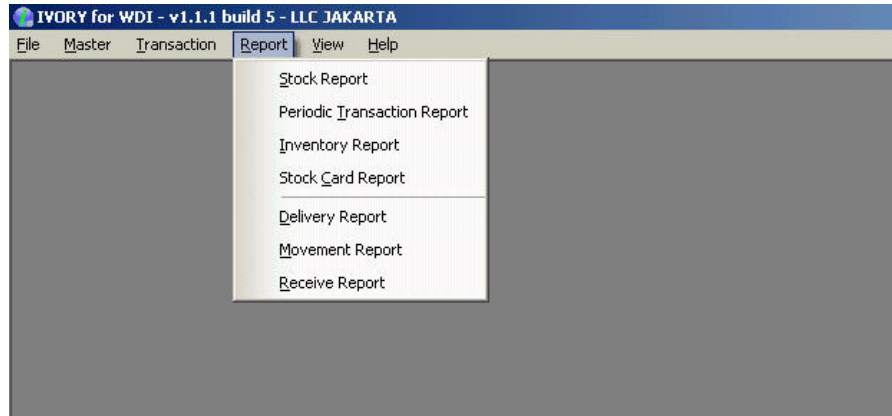 IVORY for WDI - v1.1.1 build 5 - LLC JAKARTA
File Master Transaction Report View Help
Stock Report
Periodic Transaction Report
Inventory Report
Stock Card Report
Delivery Report
Movement Report
Receive Report